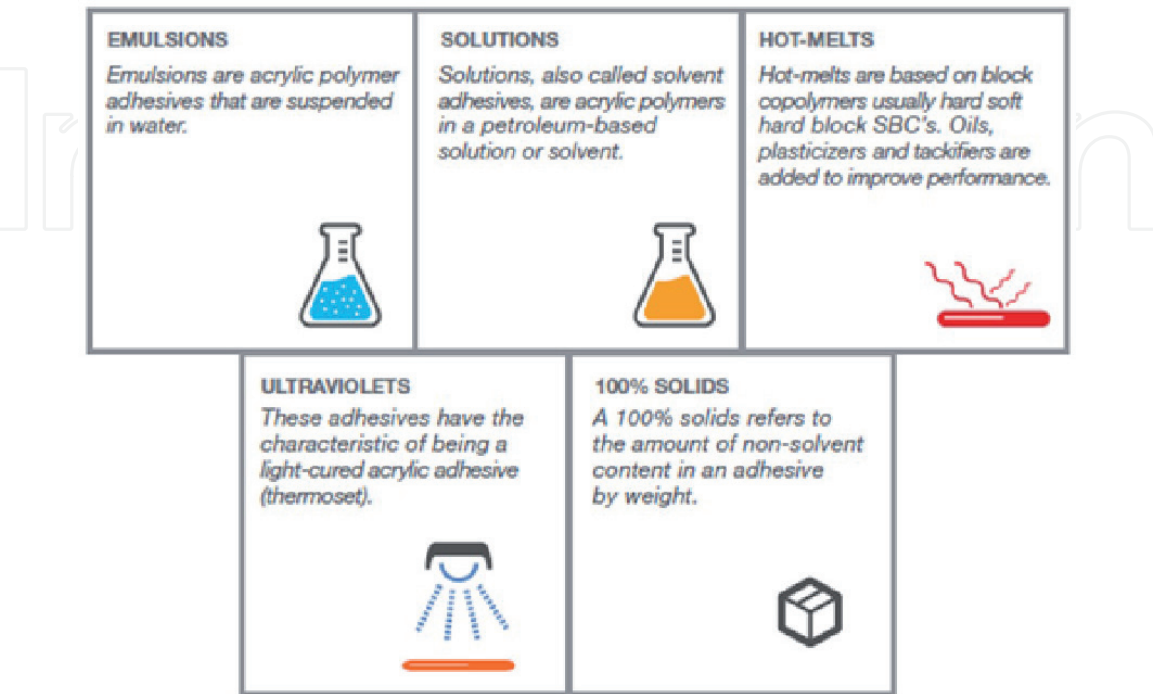 EMULSIONS
Emulsions are acrylic polymer
adhesives that are suspended
in water.
SOLUTIONS
Solutions, also called solvent
adhesives, are acrylic polymers
in a petroleum-based
solution or solvent.
HOT-MELTS
Hot-melts are based on block
copolymers usually hard soft
hard block SBC's. Oils,
plasticizers and tackifiers are
added to improve performance.
ULTRAVIOLETS
These adhesives have the
characteristic of being a
light-cured acrylic adhesive
(thermoset).
100% SOLIDS
A 100% solids refers to
the amount of non-solvent
content in an adhesive
by weight.